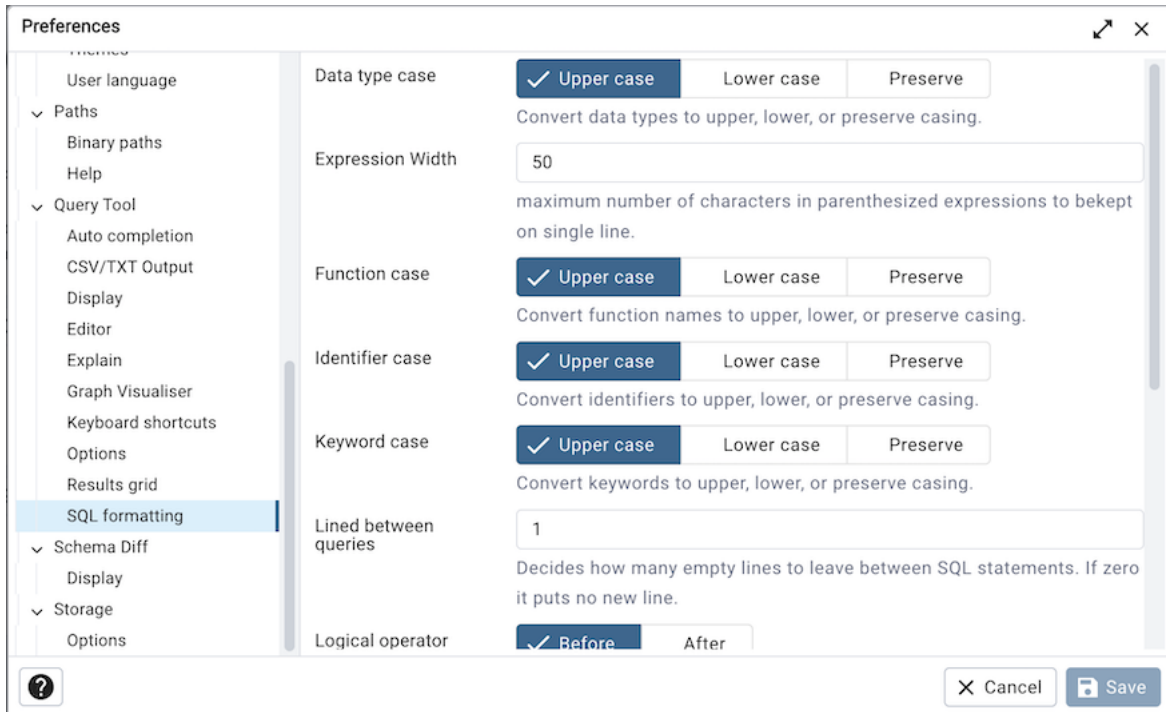 Preferences
Themes
User language
Paths
Binary paths
Help
Query Tool
Auto completion
CSV/TXT Output
Display
Editor
Explain
Graph Visualiser
Keyboard shortcuts
Options
Results grid
SQL formatting
Schema Diff
Display
Storage
Options
Data type case
Upper case Lower case Preserve
Convert data types to upper, lower, or preserve casing.
Expression Width
50
maximum number of characters in parenthesized expressions to bekept
on single line.
Function case
Upper case Lower case Preserve
Convert function names to upper, lower, or preserve casing.
Identifier case
Upper case Lower case Preserve
Convert identifiers to upper, lower, or preserve casing.
Keyword case
Upper case Lower case Preserve
Convert keywords to upper, lower, or preserve casing.
Lined between
queries
1
Decides how many empty lines to leave between SQL statements. If zero
it puts no new line.
Logical operator
Before After
?
Cancel
Save